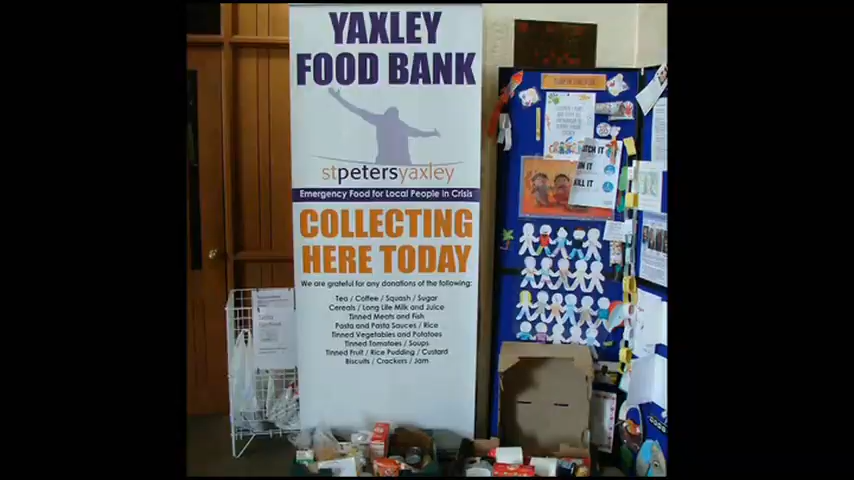 YAXLEY
FOOD BANK
stpetersyaxley
Emergency Food for Local People in Crisis
COLLECTING
HERE TODAY
We are grateful for any donations of the following:
Tea / Coffee / Squash / Sugar
Cereals / Long Life Milk and Juice
Tinned Meats and Fish
Pasta and Pasta Sauces / Rice
Tinned Vegetables and Potatoes
Tinned Tomatoes / Soups
Tinned Fruit / Rice Pudding / Custard
Biscuits / Crackers / Jam
KILL IT